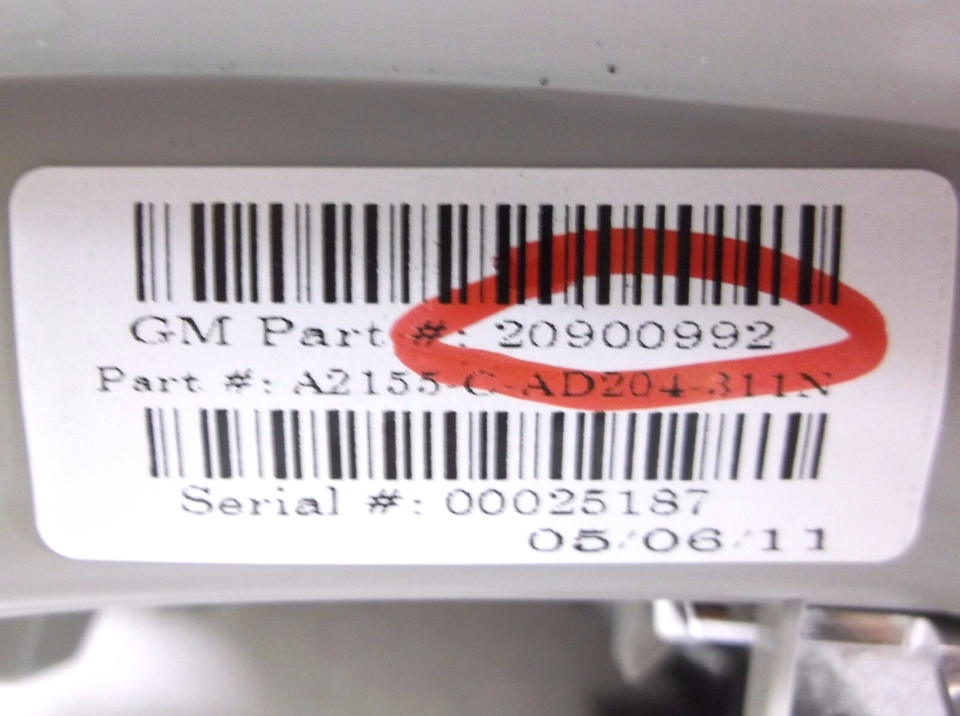 GM Part #: 20900992
Part #: A2155-C-AD204-311N
Serial #: 00025187
05/06/11